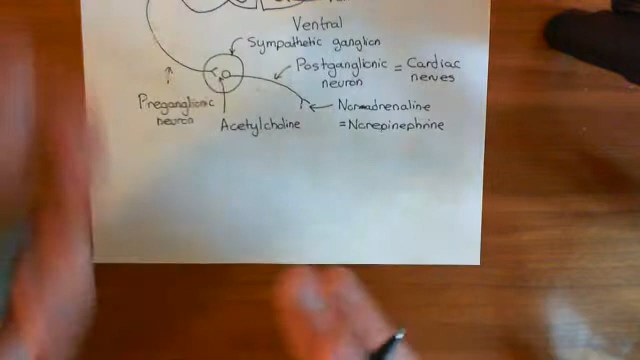 Ventral
Sympathetic ganglion
Postganglionic = Cardiac
neuron nerves
Preganglionic
neuron
Noradrenaline
Acetylcholine
=Norepinephrine